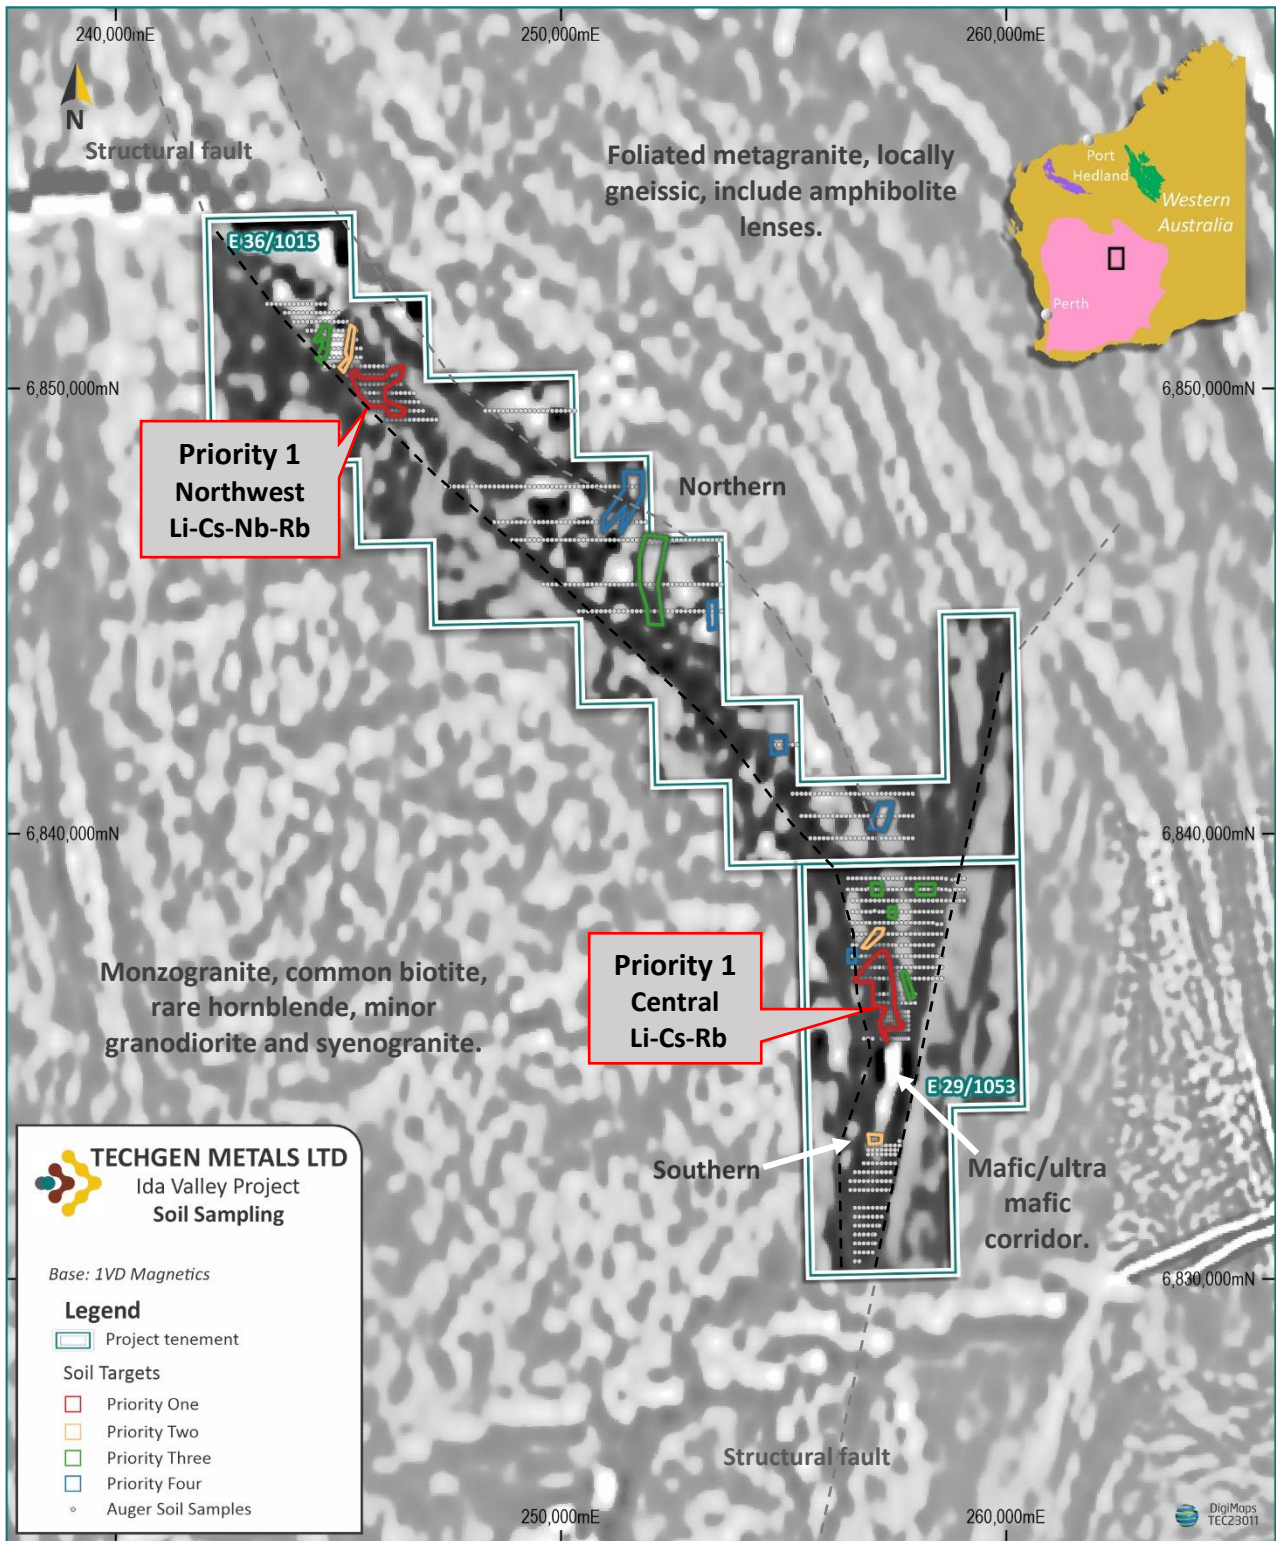 240,000mE
250,000mE
260,000mE
N
Structural fault
Foliated metagranite, locally
gneissic, include amphibolite
lenses.
Port
Hedland
Western
Australia
Perth
E 36/1015
6,850,000mN
6,850,000mN
Priority 1
Northwest
Li-Cs-Nb-Rb
Northern
6,840,000mN
6,840,000mN
Monzogranite, common biotite,
rare hornblende, minor
granodiorite and syenogranite.
Priority 1
Central
Li-Cs-Rb
E 29/1053
Southern
Mafic/ultra
mafic
corridor.
TECHGEN METALS LTD
Ida Valley Project
Soil Sampling
Base: 1VD Magnetics
Legend
Project tenement
Soil Targets
Priority One
Priority Two
Priority Three
Priority Four
Auger Soil Samples
6,830,000mN
Structural fault
250,000mE
260,000mE
DigiMaps
TEC23011